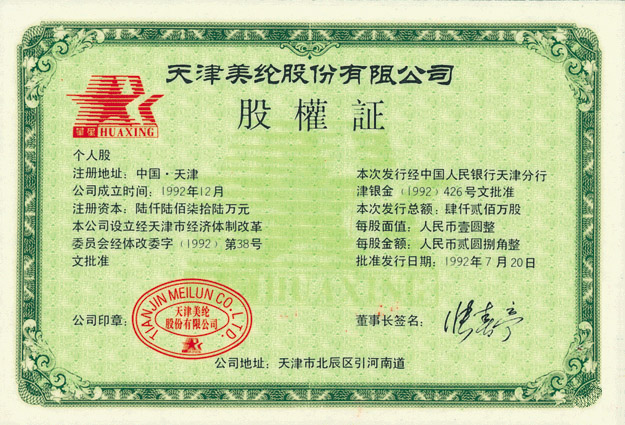 天津美纶股份有限公司
股權証
HUAXING
个人股
注册地址：中国·天津
公司成立时间：1992年12月
注册资本：陆仟陆佰柒拾陆万元
本公司设立经天津市经济体制改革
委员会经体改委字（1992）第38号
文批准
本次发行经中国人民银行天津分行
津银金（1992）426号文批准
本次发行总额：肆仟贰佰万股
每股面值：人民币壹圆整
每股金额：人民币贰圆捌角整
批准发行日期：1992年7月20日
公司印章：
TIANJIN MEILUN CO., LTD.
天津美纶
股份有限公司
董事长签名：
公司地址：天津市北辰区引河南道
HUAXING